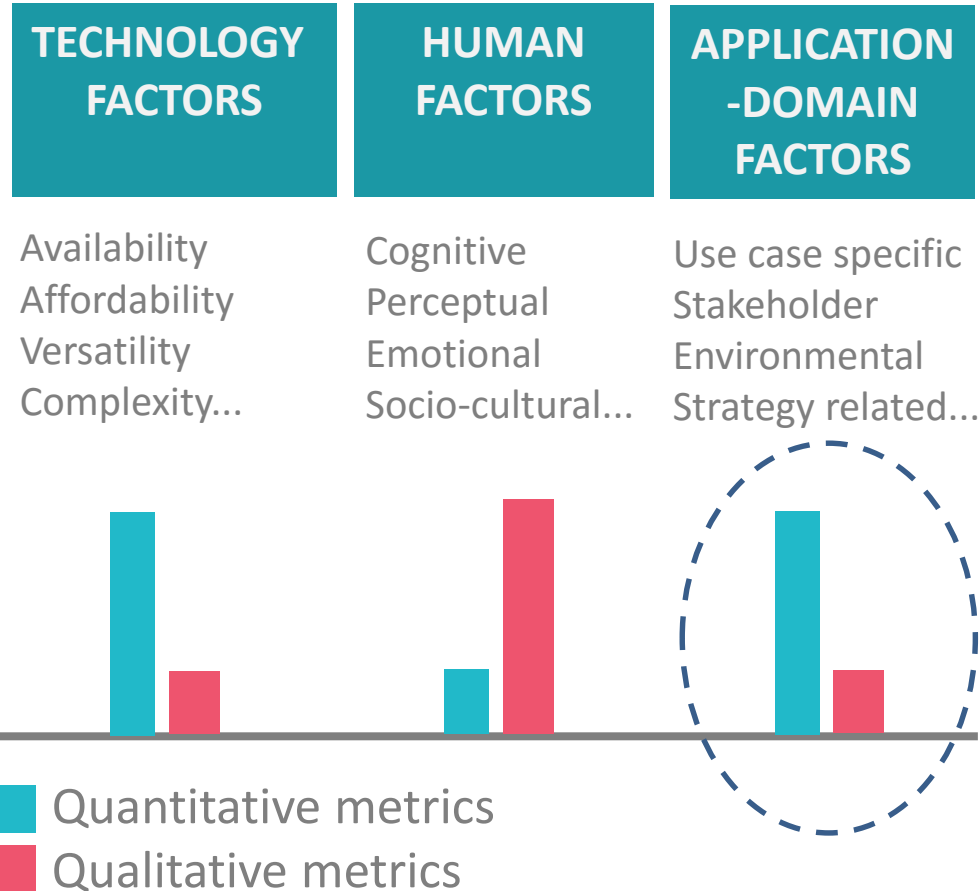 TECHNOLOGY
FACTORS
HUMAN
FACTORS
APPLICATION
-DOMAIN
FACTORS
Availability
Affordability
Versatility
Complexity...
Cognitive
Perceptual
Emotional
Socio-cultural...
Use case specific
Stakeholder
Environmental
Strategy related...
Quantitative metrics
Qualitative metrics